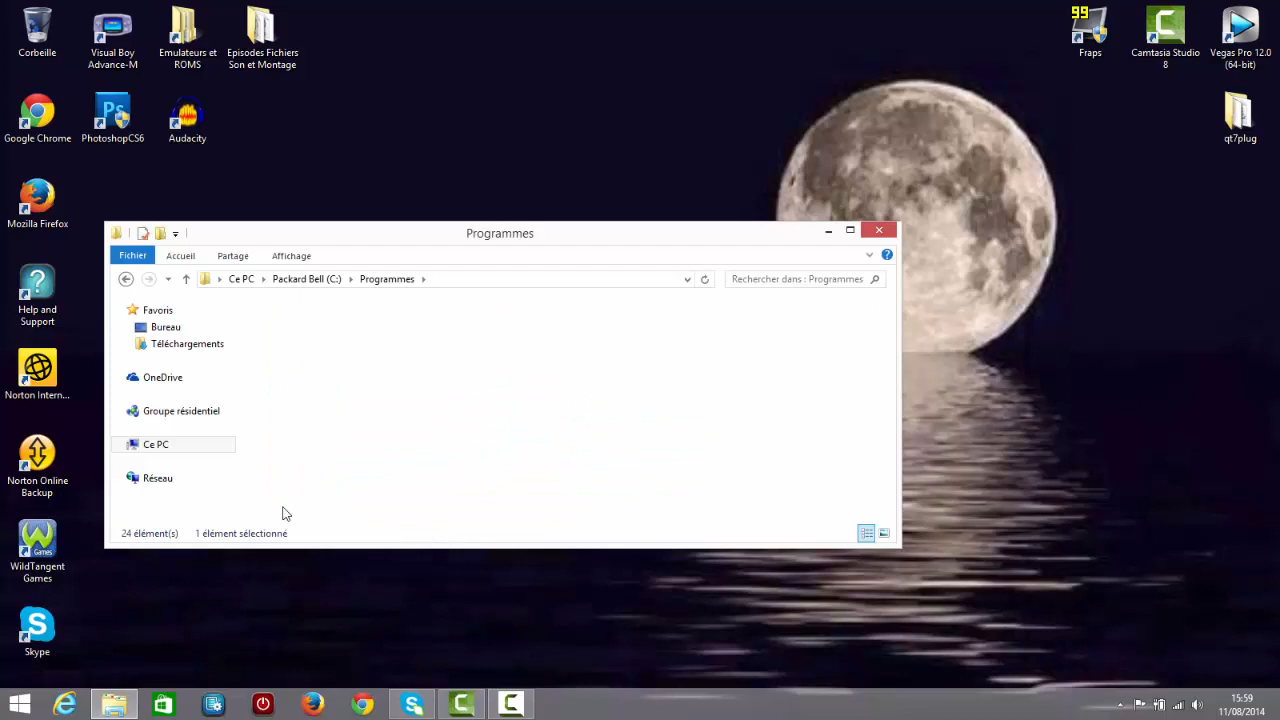 Corbeille
Visual Boy
Advance-M
Emulateurs et
ROMS
Episodes Fichiers
Son et Montage
99
Fraps
Camtasia Studio
8
Vegas Pro 12.0
(64-bit)
Google Chrome
Ps
PhotoshopCS6
Audacity
qt7plug
Mozilla Firefox
Help and
Support
Norton Intern...
Norton Online
Backup
Games
WildTangent
Games
Skype
Programmes
Fichier
Accueil
Partage
Affichage
Ce PC
Packard Bell (C:)
Programmes
Rechercher dans : Programmes
Favoris
Bureau
Téléchargements
OneDrive
Groupe résidentiel
Ce PC
Réseau
24 élément(s)
1 élément sélectionné
15:59
11/08/2014